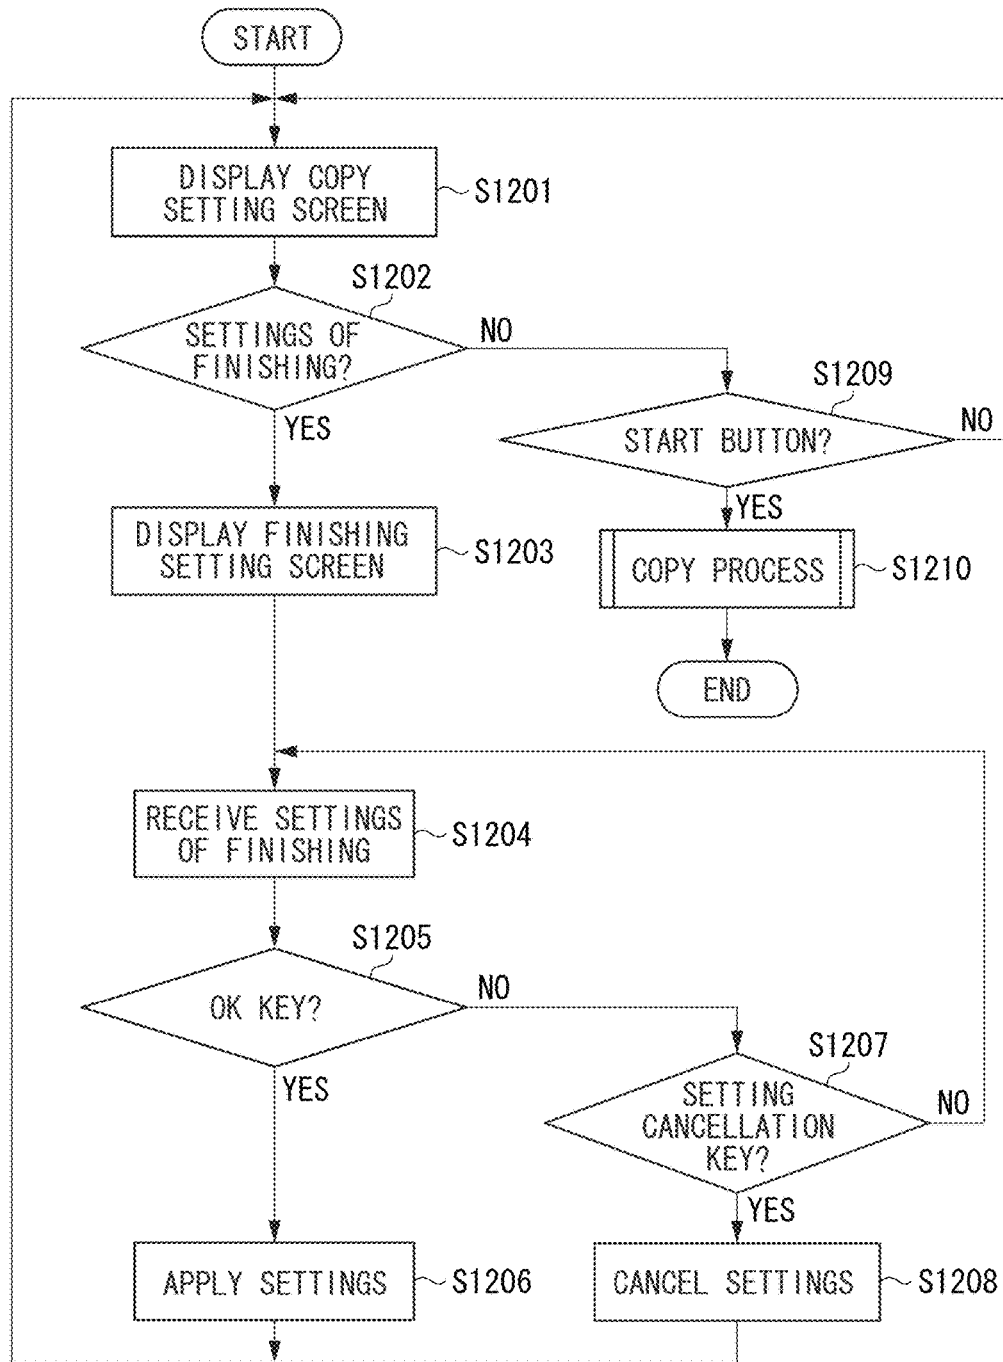 START
DISPLAY COPY
SETTING SCREEN
S1201
S1202
SETTINGS OF
FINISHING?
NO
YES
S1209
START BUTTON?
NO
YES
DISPLAY FINISHING
SETTING SCREEN
S1203
COPY PROCESS
S1210
END
RECEIVE SETTINGS
OF FINISHING
S1204
S1205
OK KEY?
NO
YES
S1207
SETTING
CANCELLATION
KEY?
NO
YES
APPLY SETTINGS
S1206
CANCEL SETTINGS
S1208